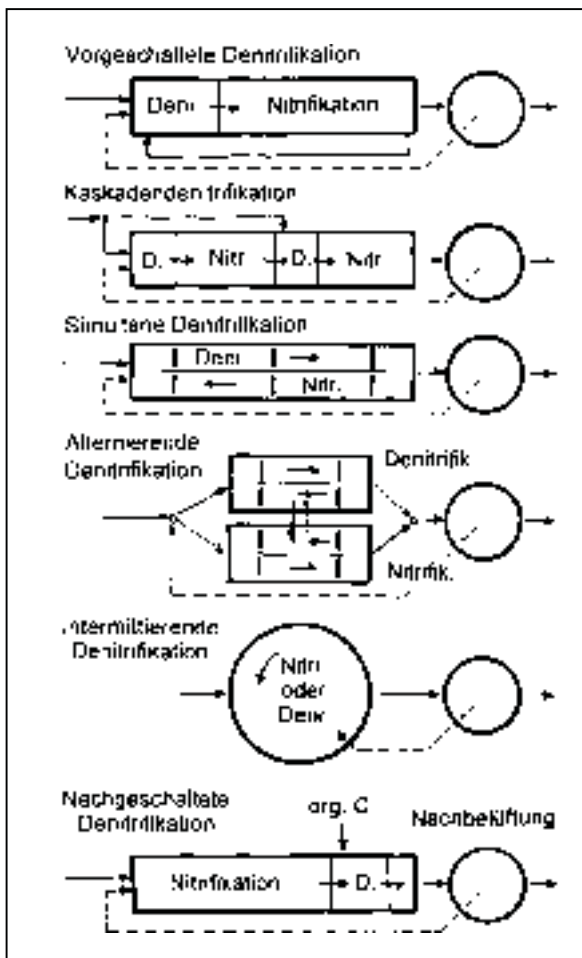 Vorgeschaltete Denitrifikation
Deni
Nitrifikation
Kaskadendenitrifikation
D.
Nitr
D.
Nitr.
Simultane Denitrifikation
Deni
Nitr.
Alternierende
Denitrifikation
Denitrifik
Nitrifik.
Intermittierende
Denitrifikation
Nitri
oder
Deni
Nachgeschaltete
Denitrifikation
org. C
Nachbelüftung
Nitrifikation
D.